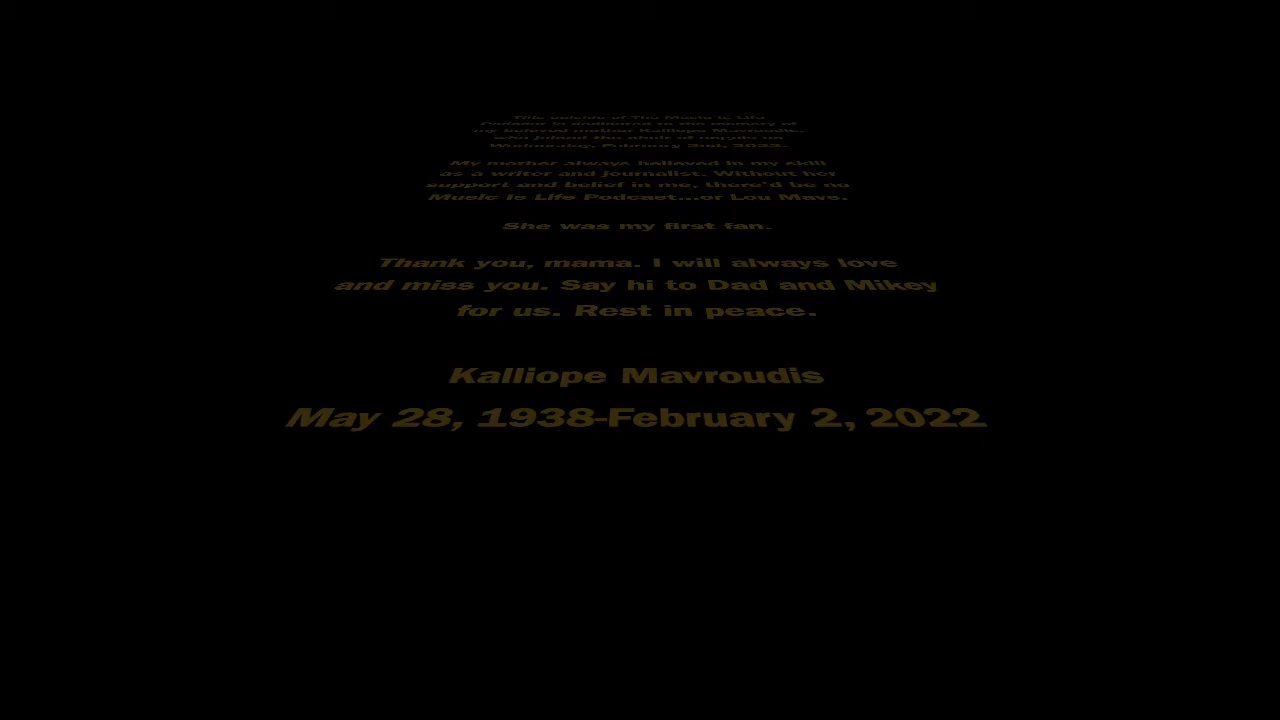 This episode of The Music Is Life
Podcast is dedicated to the memory of
my beloved mother Kalliope Mavroudis,
who joined the choir of angels on
Wednesday, February 2nd, 2022.
My mother always believed in my skill
as a writer and journalist. Without her
support and belief in me, there'd be no
Music Is Life Podcast...or Lou Mavs.
She was my first fan.
Thank you, mama. I will always love
and miss you. Say hi to Dad and Mikey
for us. Rest in peace.
Kalliope Mavroudis
May 28, 1938-February 2, 2022